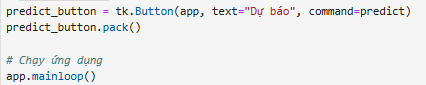 predict_button = tk.Button(app, text="Dự báo", command=predict)
predict_button.pack()
# Chạy ứng dụng
app.mainloop()